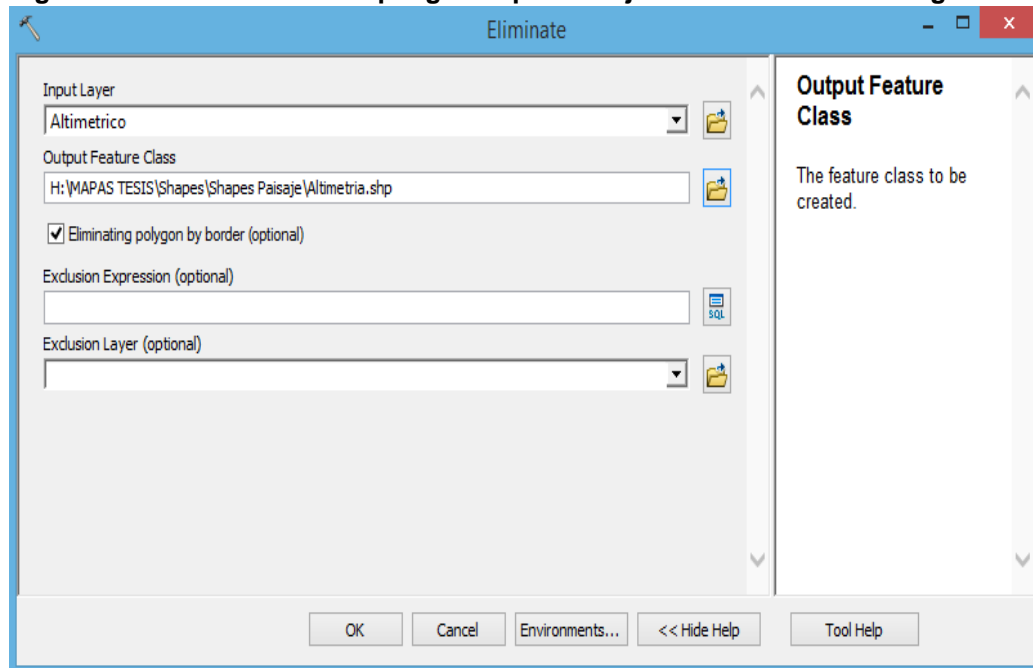 Eliminate
Input Layer
Altimetrico
Output Feature Class
H:\MAPAS TESIS\Shapes\Shapes Paisaje\Altimetria.shp
Eliminating polygon by border (optional)
Exclusion Expression (optional)
SQL
Exclusion Layer (optional)
Output Feature
Class
The feature class to be
created.
OK
Cancel
Environments...
<< Hide Help
Tool Help